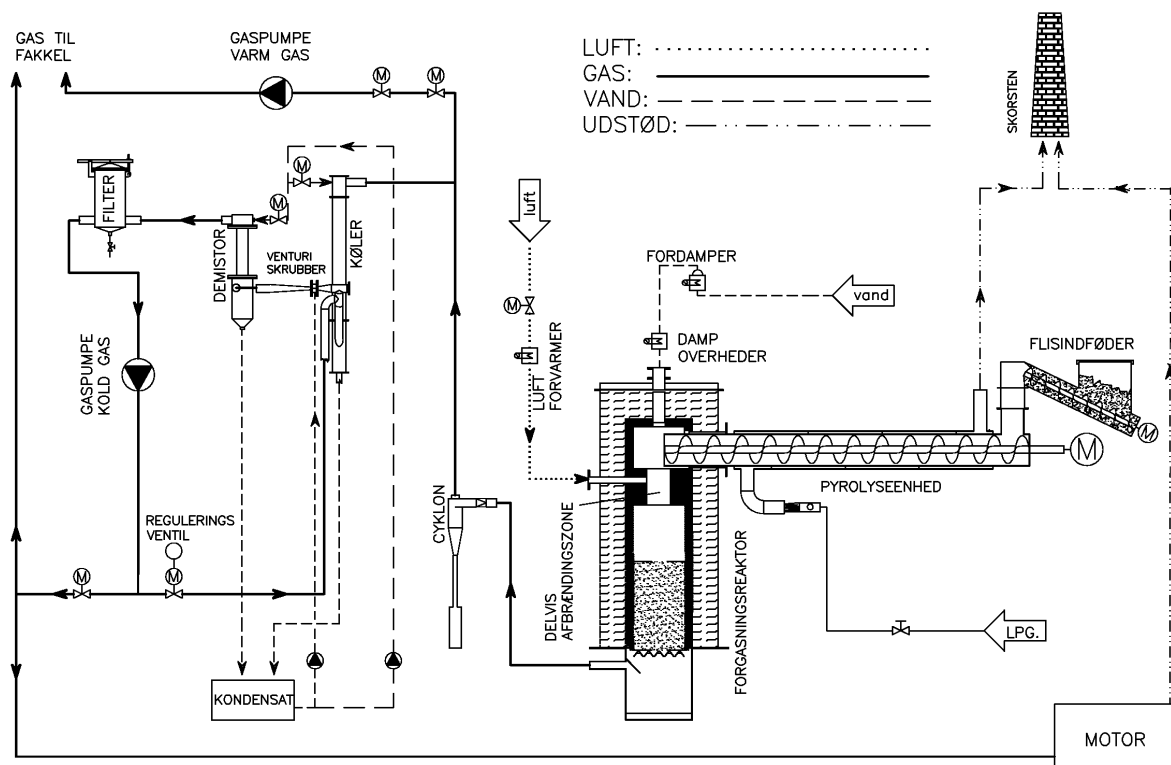 GAS TIL
FAKKEL
GASPUMPE
VARM GAS
LUFT:
GAS:
VAND:
UDSTØD:
SKORSTEN
M
M
M
M
FILTER
DEMISTOR
VENTURI
SKRUBBER
KØLER
luft
M
LUFT
FORVARMER
FORDAMPER
vand
DAMP
OVERHEDER
FLISINDFØDER
M
M
GASPUMPE
KOLD GAS
PYROLYSEENHED
REGULERINGS
VENTIL
M
M
CYKLON
DELVIS
AFBRÆNDINGSZONE
FORGASNINGSREAKTOR
LPG.
KONDENSAT
MOTOR